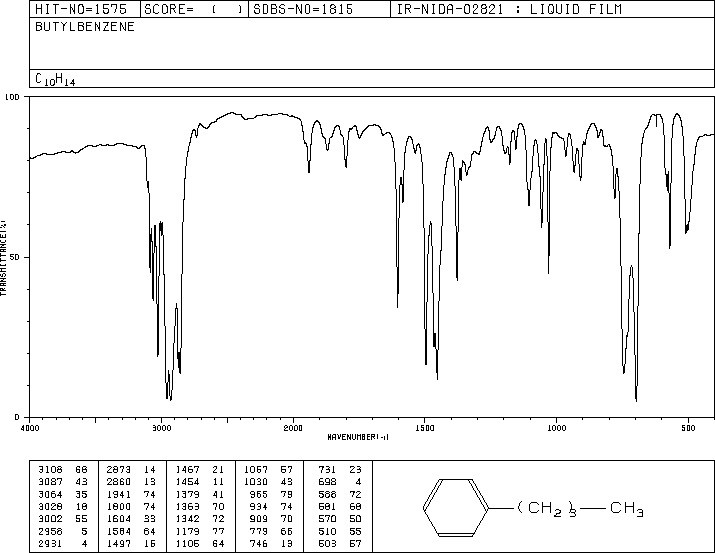 HIT-NO=1575 SCORE= ( ) SDBS-NO=1815 IR-NIDA-02821 : LIQUID FILM
BUTYLBENZENE
C10H14
100
50
0
TRANSMITTANCE(%)
4000 3000 2000 1500 1000 500
WAVENUMBER(-1)
3108 66 2873 14 1467 21 1057 57 731 23
3087 43 2860 13 1454 11 1030 43 698 4
3064 35 1941 74 1379 41 965 79 586 72
3028 18 1800 74 1363 70 934 74 581 68
3002 55 1604 33 1342 72 909 70 570 50
2958 5 1584 64 1179 77 779 66 510 55
2931 4 1497 15 1105 64 746 13 503 57
(CH2)3 CH3